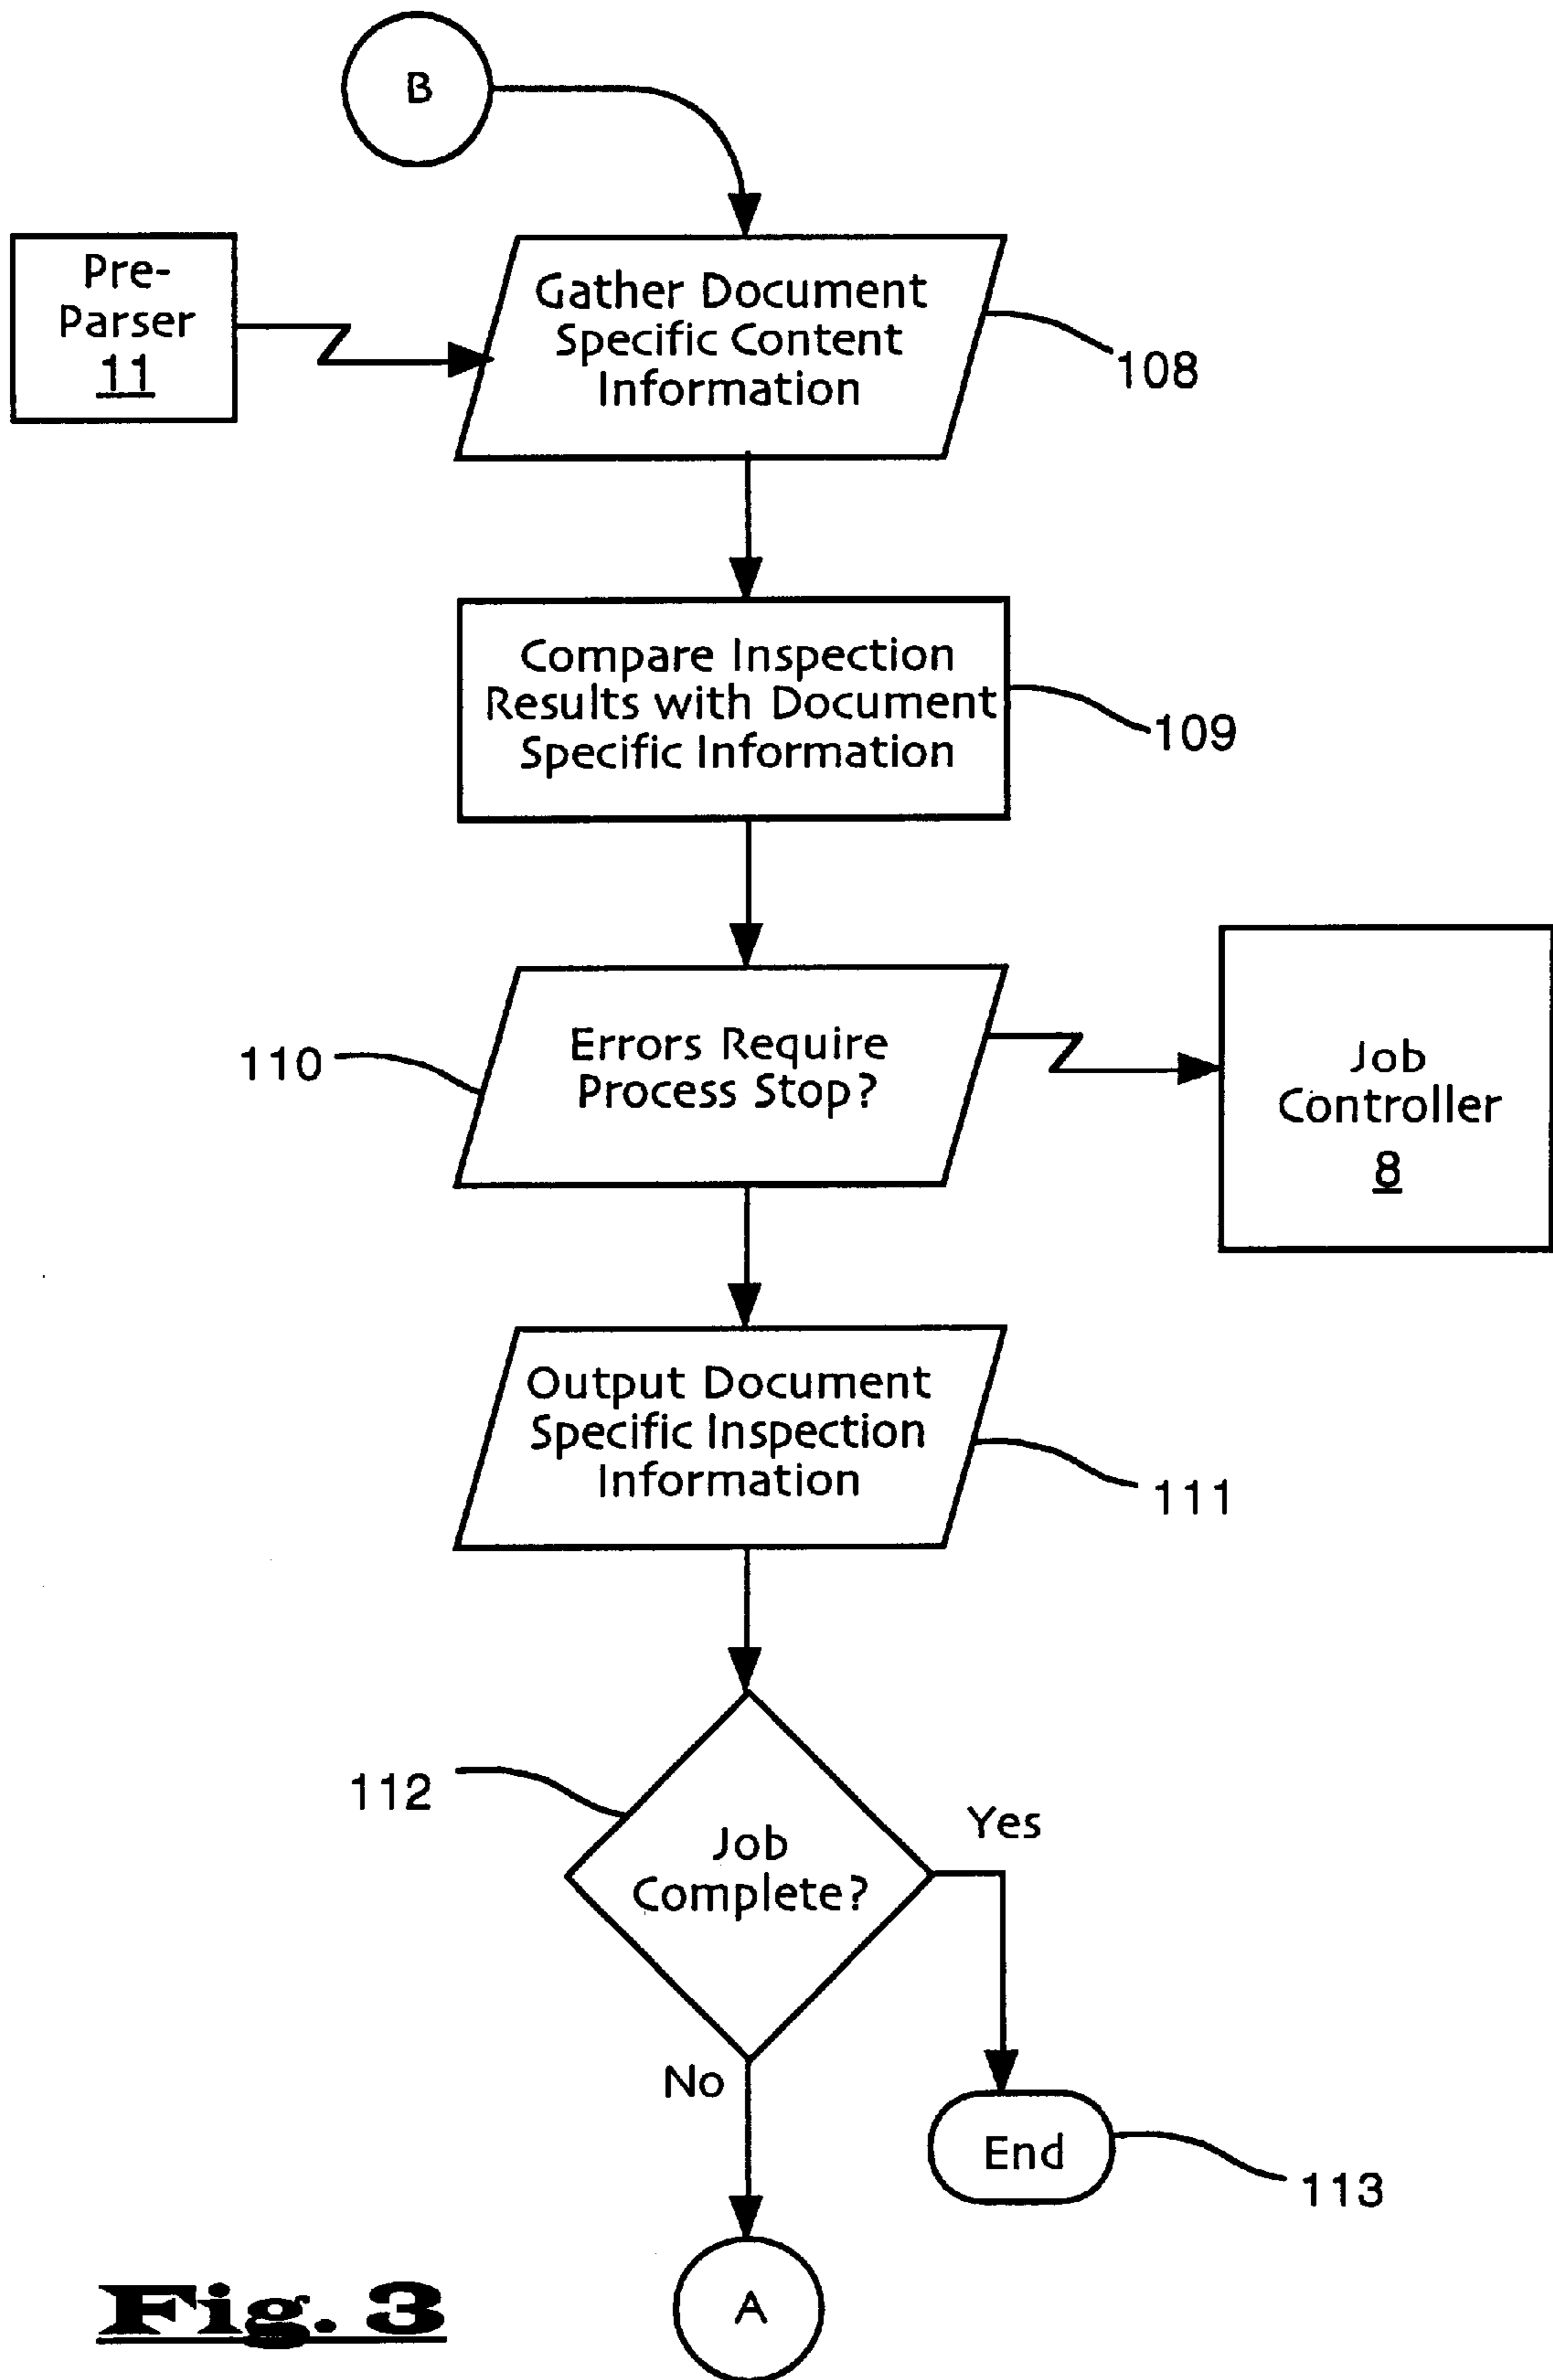 B
Pre-
Parser
11
Gather Document
Specific Content
Information
108
Compare Inspection
Results with Document
Specific Information
109
110
Errors Require
Process Stop?
Job
Controller
8
Output Document
Specific Inspection
Information
111
112
Job
Complete?
Yes
No
End
113
A
Fig. 3